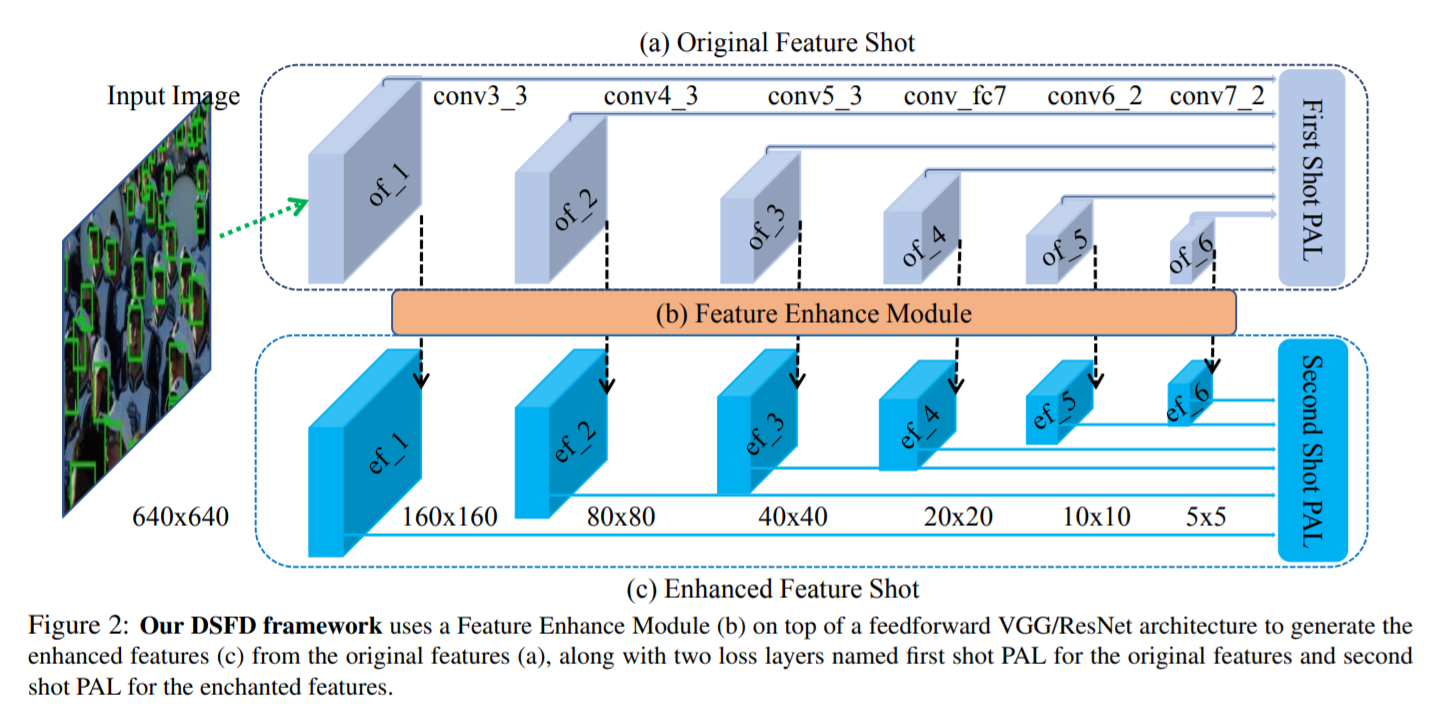 (a) Original Feature Shot
Input Image
conv3_3 conv4_3 conv5_3 conv_fc7 conv6_2 conv7_2
of_1 of_2 of_3 of_4 of_5 of_6
First Shot PAL
(b) Feature Enhance Module
ef_1 ef_2 ef_3 ef_4 ef_5 ef_6
Second Shot PAL
640x640 160x160 80x80 40x40 20x20 10x10 5x5
(c) Enhanced Feature Shot
Figure 2: Our DSFD framework uses a Feature Enhance Module (b) on top of a feedforward VGG/ResNet architecture to generate the
enhanced features (c) from the original features (a), along with two loss layers named first shot PAL for the original features and second
shot PAL for the enchanted features.